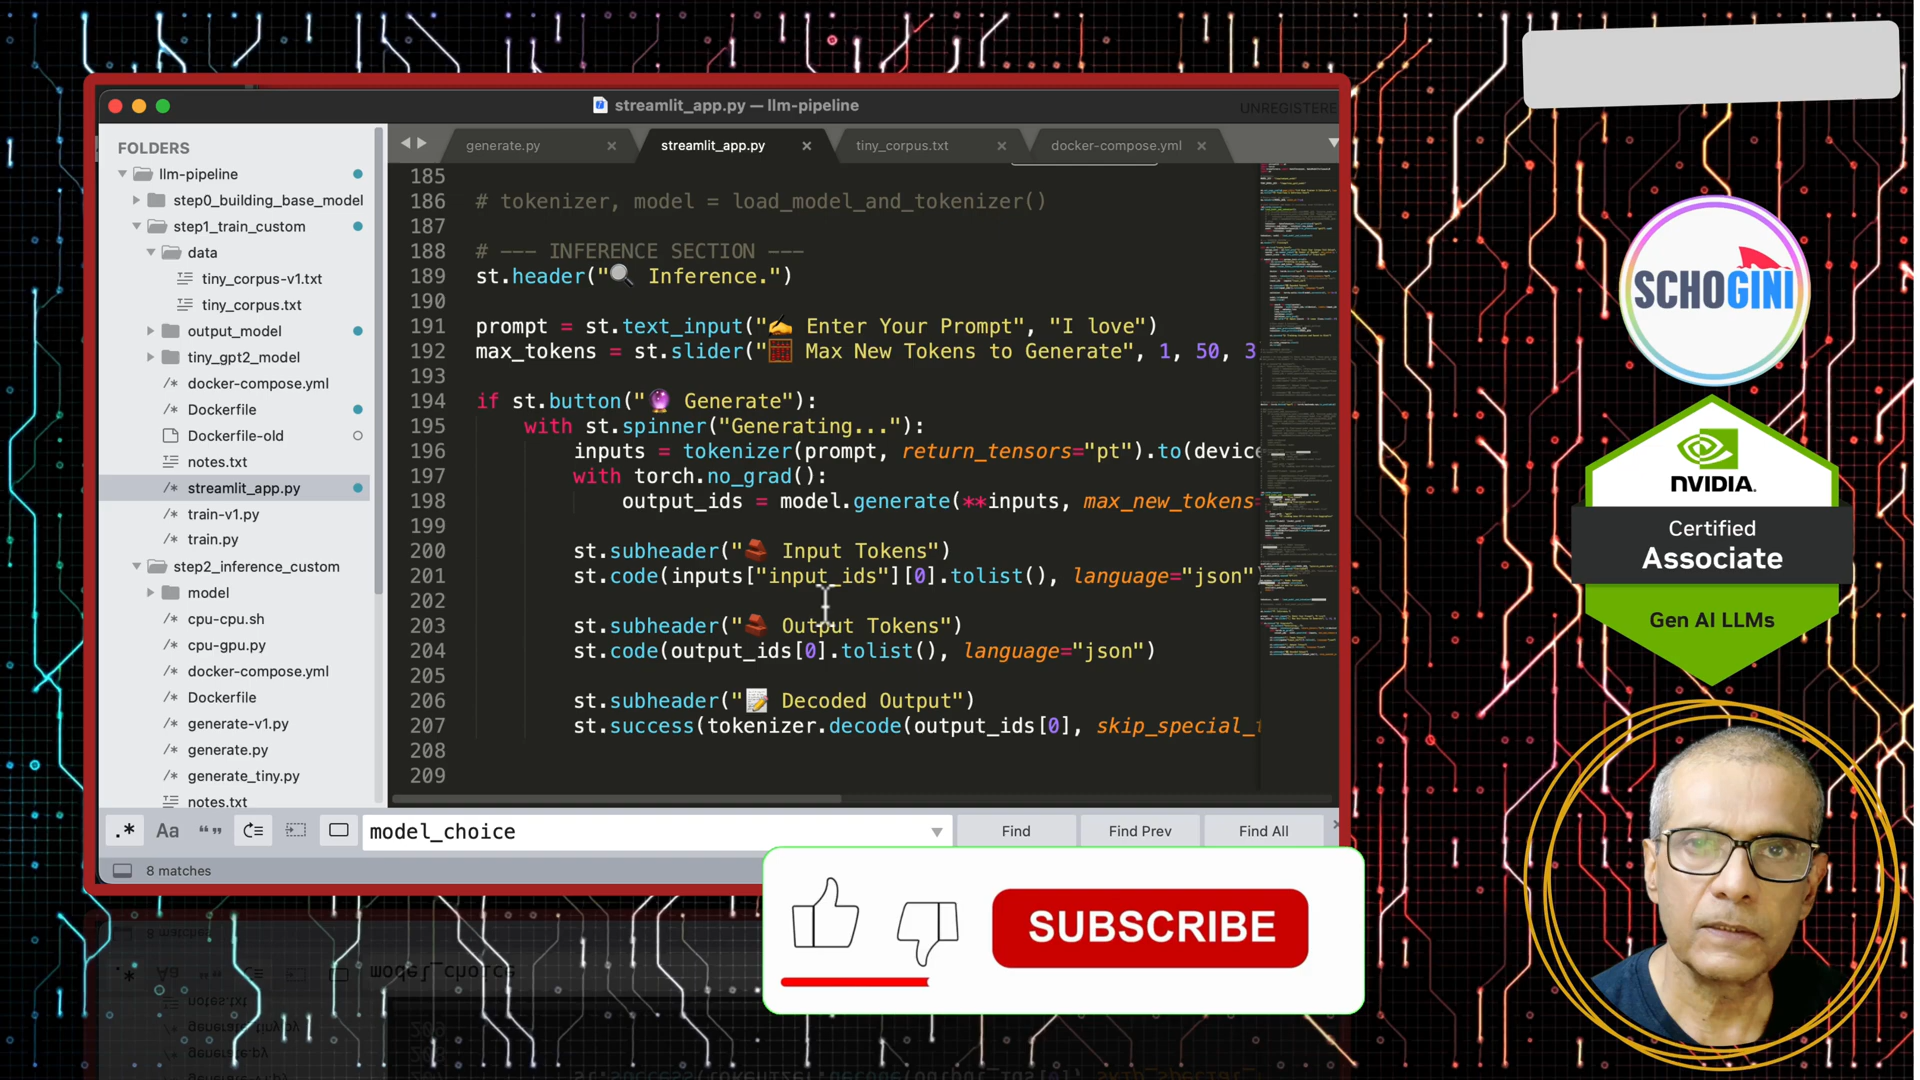 streamlit_app.py — llm-pipeline
UNREGISTERE
FOLDERS
llm-pipeline
step0_building_base_model
step1_train_custom
data
tiny_corpus-v1.txt
tiny_corpus.txt
output_model
tiny_gpt2_model
docker-compose.yml
Dockerfile
Dockerfile-old
notes.txt
streamlit_app.py
train-v1.py
train.py
step2_inference_custom
model
cpu-cpu.sh
cpu-gpu.py
docker-compose.yml
Dockerfile
generate-v1.py
generate.py
generate_tiny.py
notes.txt
generate.py
streamlit_app.py
tiny_corpus.txt
docker-compose.yml
185
186 # tokenizer, model = load_model_and_tokenizer()
187
188 # --- INFERENCE SECTION ---
189 st.header("🔍 Inference.")
190
191 prompt = st.text_input("✍️ Enter Your Prompt", "I love")
192 max_tokens = st.slider("🧮 Max New Tokens to Generate", 1, 50, 3
193
194 if st.button("🔮 Generate"):
195 with st.spinner("Generating..."):
196 inputs = tokenizer(prompt, return_tensors="pt").to(device
197 with torch.no_grad():
198 output_ids = model.generate(**inputs, max_new_tokens=
199
200 st.subheader("🧱 Input Tokens")
201 st.code(inputs["input_ids"][0].tolist(), language="json"
202
203 st.subheader("🧱 Output Tokens")
204 st.code(output_ids[0].tolist(), language="json")
205
206 st.subheader("📝 Decoded Output")
207 st.success(tokenizer.decode(output_ids[0], skip_special_t
208
209
.* Aa “”
model_choice
Find
Find Prev
Find All
8 matches
SUBSCRIBE
SCHOGINI
NVIDIA.
Certified
Associate
Gen AI LLMs